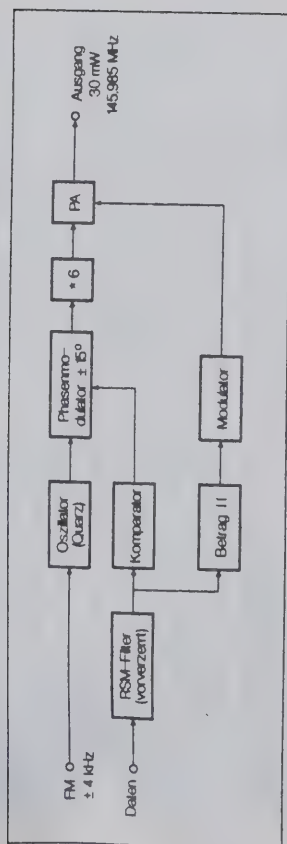 FM
± 4 kHz
Daten
Oszillator
(Quarz)
RSM-Filter
(vorverzerrt)
Phasenmo-
dulator ± 15°
Komparator
Betrag | |
* 6
Modulator
PA
Ausgang
30 mW
145.985 MHz